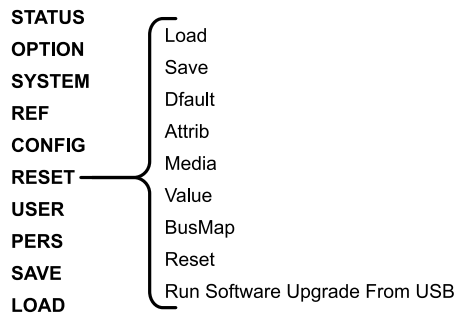 STATUS
OPTION
SYSTEM
REF
CONFIG
RESET
USER
PERS
SAVE
LOAD
Load
Save
Dfault
Attrib
Media
Value
BusMap
Reset
Run Software Upgrade From USB